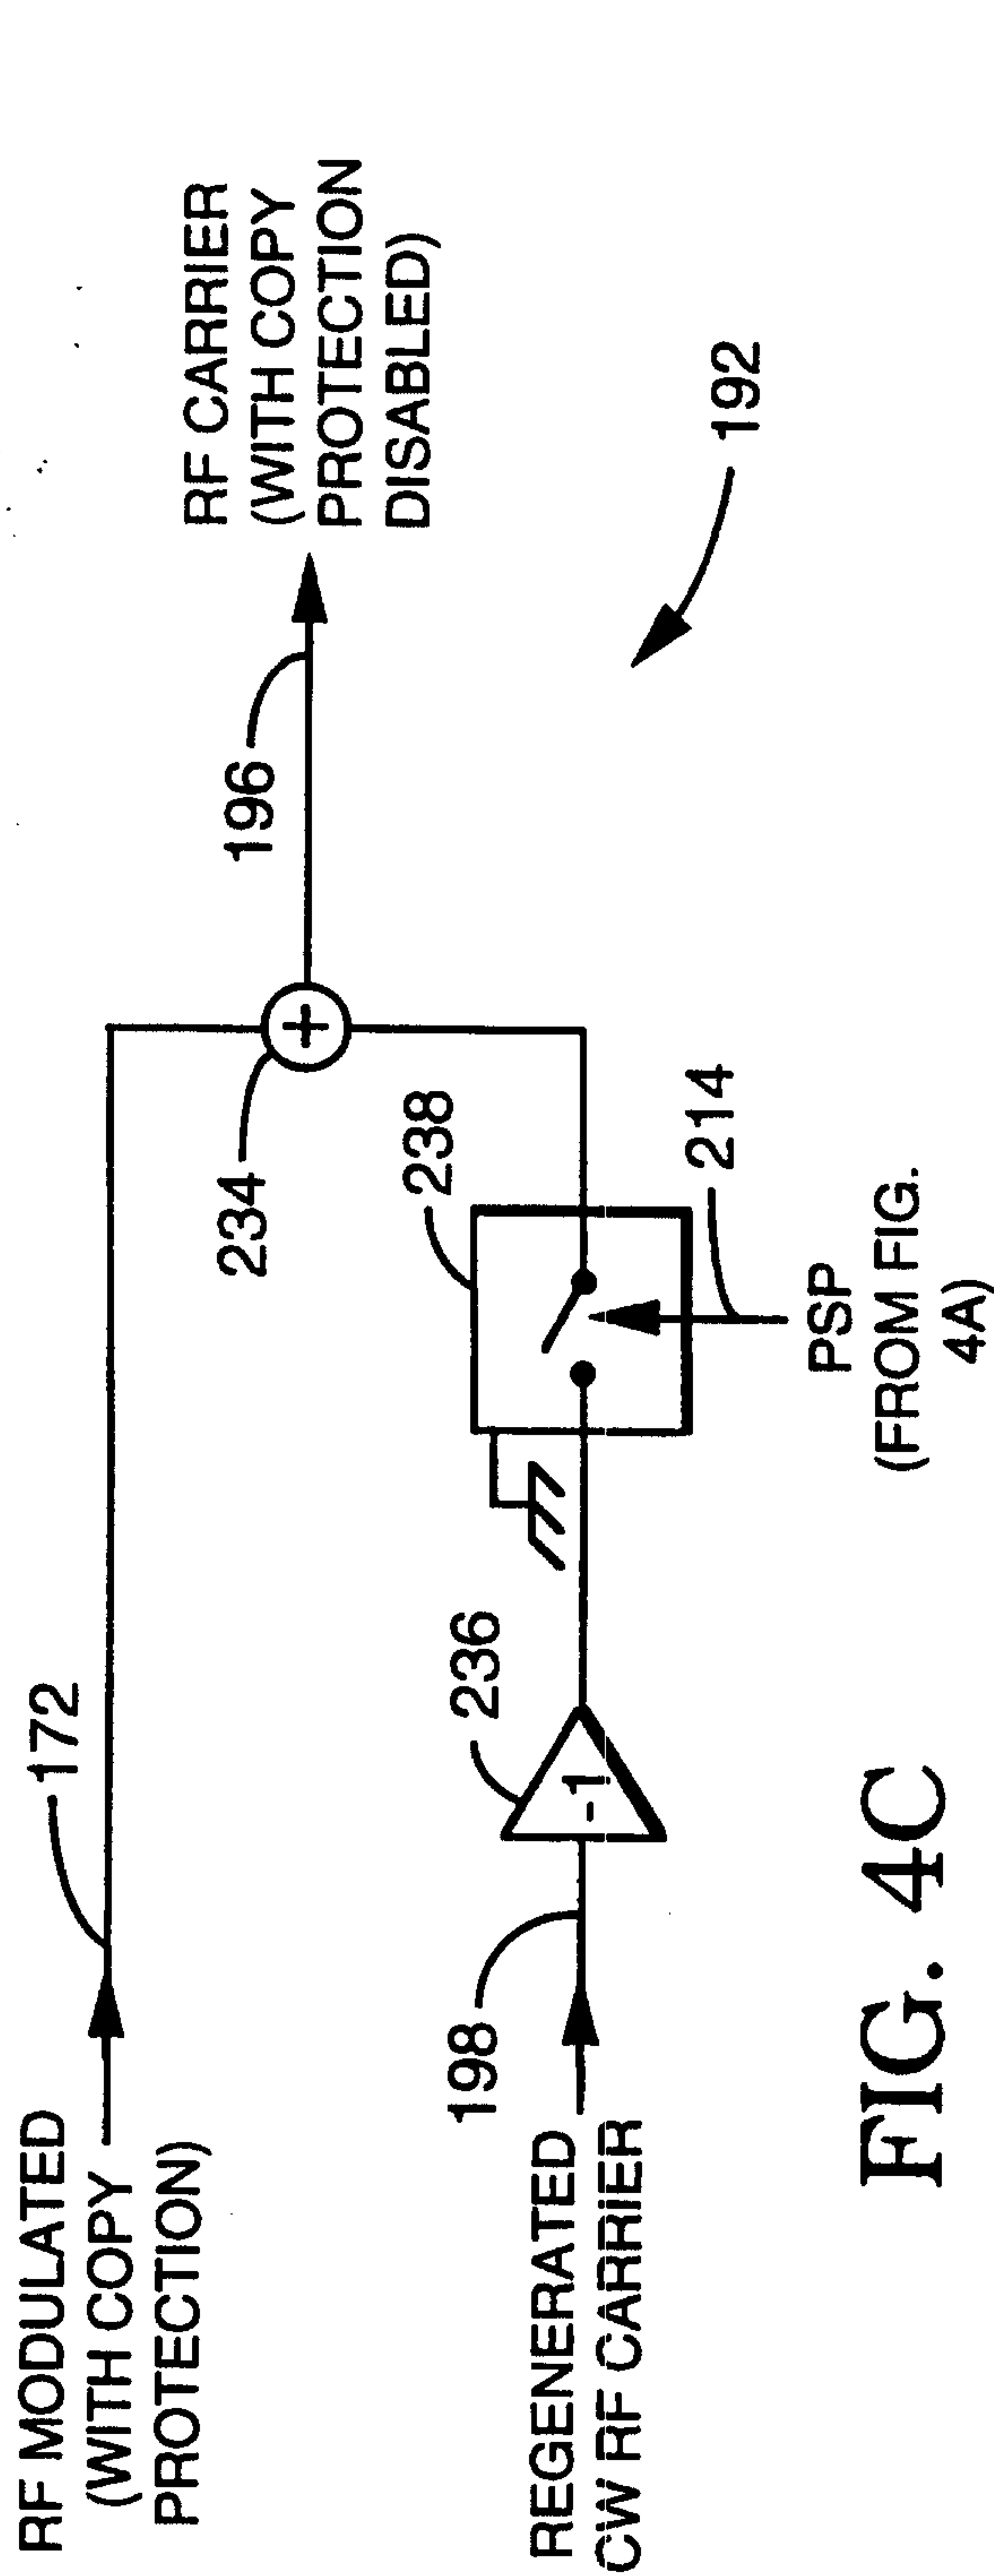 RF MODULATED
(WITH COPY
PROTECTION)
172
234
196
RF CARRIER
(WITH COPY
PROTECTION
DISABLED)
REGENERATED
CW RF CARRIER
198
-1
236
238
+
PSP
(FROM FIG.
4A)
214
192
FIG. 4C